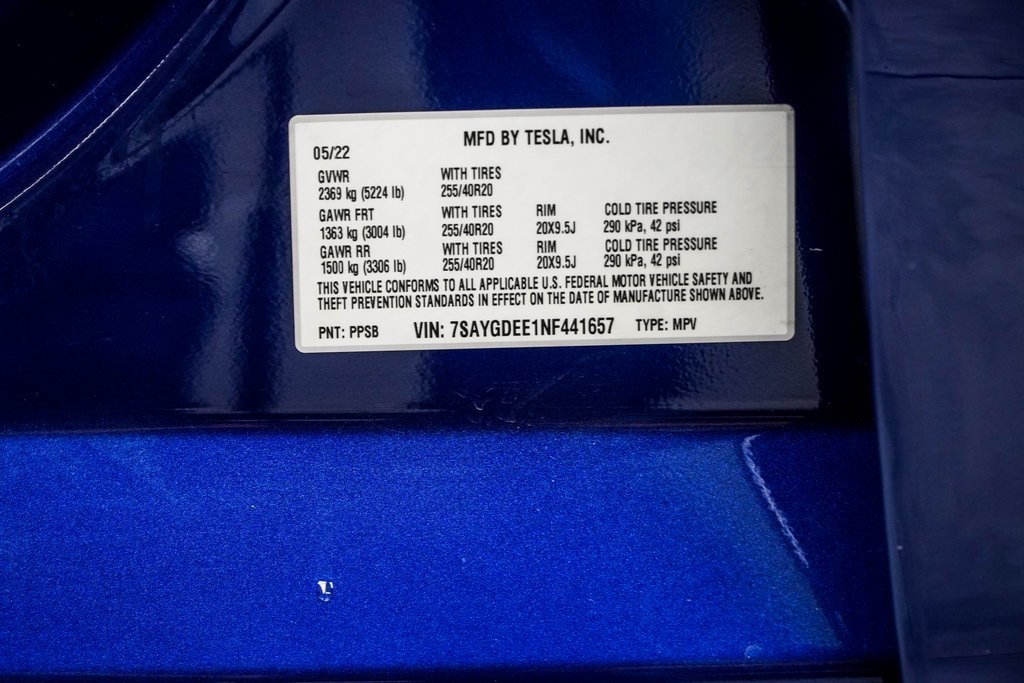 MFD BY TESLA, INC.
05/22
GVWR WITH TIRES
2369 kg (5224 lb) 255/40R20
GAWR FRT WITH TIRES RIM COLD TIRE PRESSURE
1363 kg (3004 lb) 255/40R20 20X9.5J 290 kPa, 42 psi
GAWR RR WITH TIRES RIM COLD TIRE PRESSURE
1500 kg (3306 lb) 255/40R20 20X9.5J 290 kPa, 42 psi
THIS VEHICLE CONFORMS TO ALL APPLICABLE U.S. FEDERAL MOTOR VEHICLE SAFETY AND
THEFT PREVENTION STANDARDS IN EFFECT ON THE DATE OF MANUFACTURE SHOWN ABOVE.
PNT: PPSB VIN: 7SAYGDEE1NF441657 TYPE: MPV